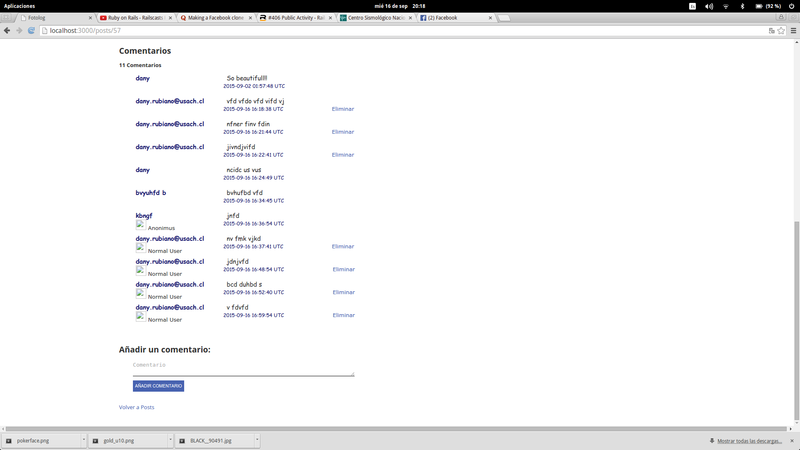 Aplicaciones
mié 16 de sep
20:18
(92 %)
Fotolog
Ruby on Rails - Railscasts
Making a Facebook clone
#406 Public Activity - Rai
Centro Sismológico Nacio
(2) Facebook
localhost:3000/posts/57
Comentarios
11 Comentarios
dany So beautiful!!!
2015-09-02 01:57:48 UTC
dany.rubiano@usach.cl vfd vfdo vfd vifd vj
2015-09-16 16:18:38 UTC Eliminar
dany.rubiano@usach.cl nfner finv fdin
2015-09-16 16:21:44 UTC Eliminar
dany.rubiano@usach.cl jivndjvifd
2015-09-16 16:22:41 UTC Eliminar
dany ncidc us vus
2015-09-16 16:24:49 UTC
bvyuhfd b bvhufbd vfd
2015-09-16 16:34:45 UTC
kbngf jnfd
2015-09-16 16:36:54 UTC
Anonimus
dany.rubiano@usach.cl nv fmk vjkd
2015-09-16 16:37:41 UTC Eliminar
Normal User
dany.rubiano@usach.cl jdnjvfd
2015-09-16 16:48:54 UTC Eliminar
Normal User
dany.rubiano@usach.cl bcd duhbd s
2015-09-16 16:52:40 UTC Eliminar
Normal User
dany.rubiano@usach.cl v fdvfd
2015-09-16 16:59:54 UTC Eliminar
Normal User
Añadir un comentario:
Comentario
AÑADIR COMENTARIO
Volver a Posts
pokerface.png
gold_u10.png
BLACK__90491.jpg
Mostrar todas las descargas...